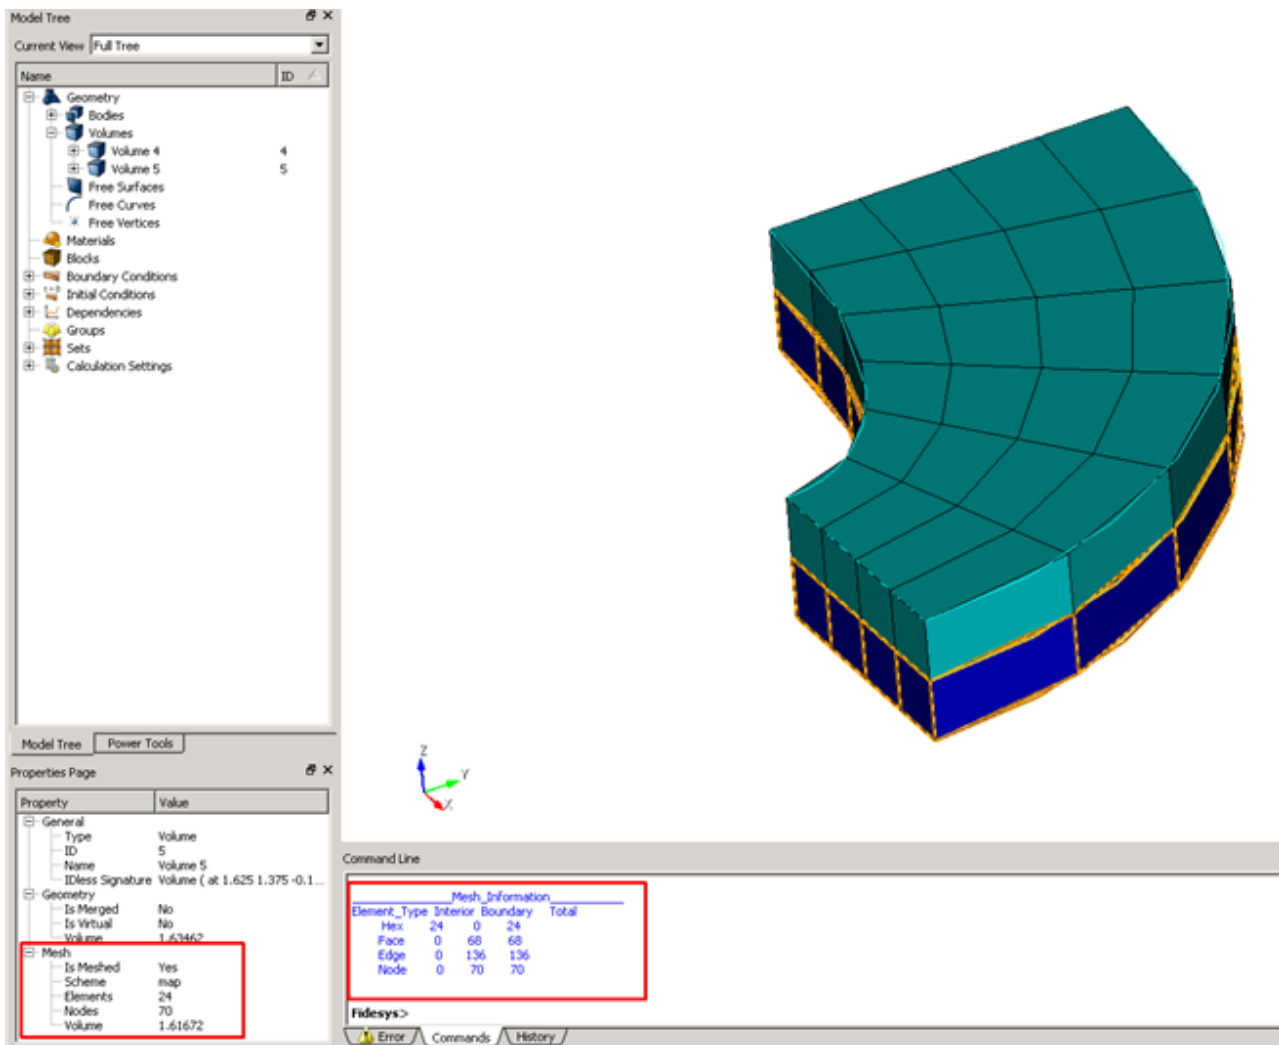 Model Tree
Current View Full Tree
Name ID
Geometry
Bodies
Volumes
Volume 4 4
Volume 5 5
Free Surfaces
Free Curves
Free Vertices
Materials
Blocks
Boundary Conditions
Initial Conditions
Dependencies
Groups
Sets
Calculation Settings
Model Tree Power Tools
Properties Page
Property Value
General
Type Volume
ID 5
Name Volume 5
IDless Signature Volume ( at 1.625 1.375 -0.1...
Geometry
Is Merged No
Is Virtual No
Volume 1.63462
Mesh
Is Meshed Yes
Scheme map
Elements 24
Nodes 70
Volume 1.61672
Z
Y
X
Command Line
Mesh_Information
Element_Type Interior Boundary Total
Hex 24 0 24
Face 0 68 68
Edge 0 136 136
Node 0 70 70
Fidesys>
Error Commands History